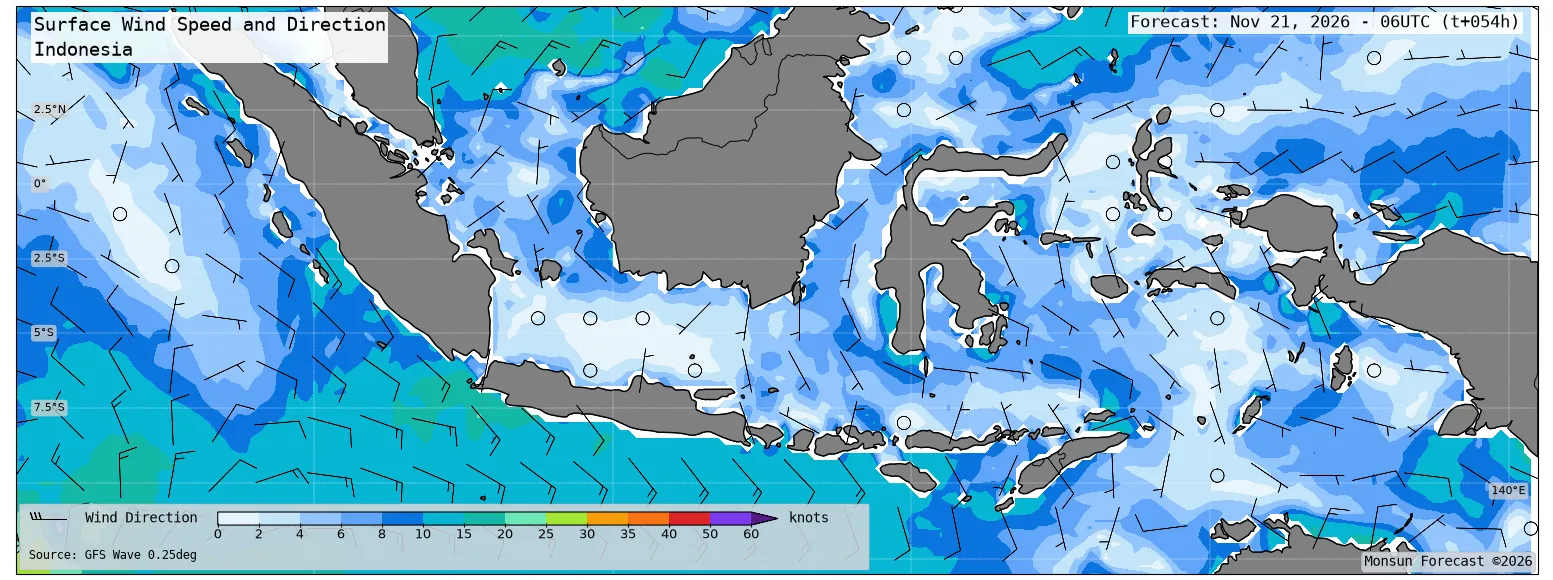 Surface Wind Speed and Direction
Indonesia
Forecast: Nov 21, 2026 - 06UTC (t+054h)
2.5°N
0°
2.5°S
5°S
7.5°S
140°E
Wind Direction
0 2 4 6 8 10 15 20 25 30 35 40 50 60
knots
Source: GFS Wave 0.25deg
Monsun Forecast ©2026